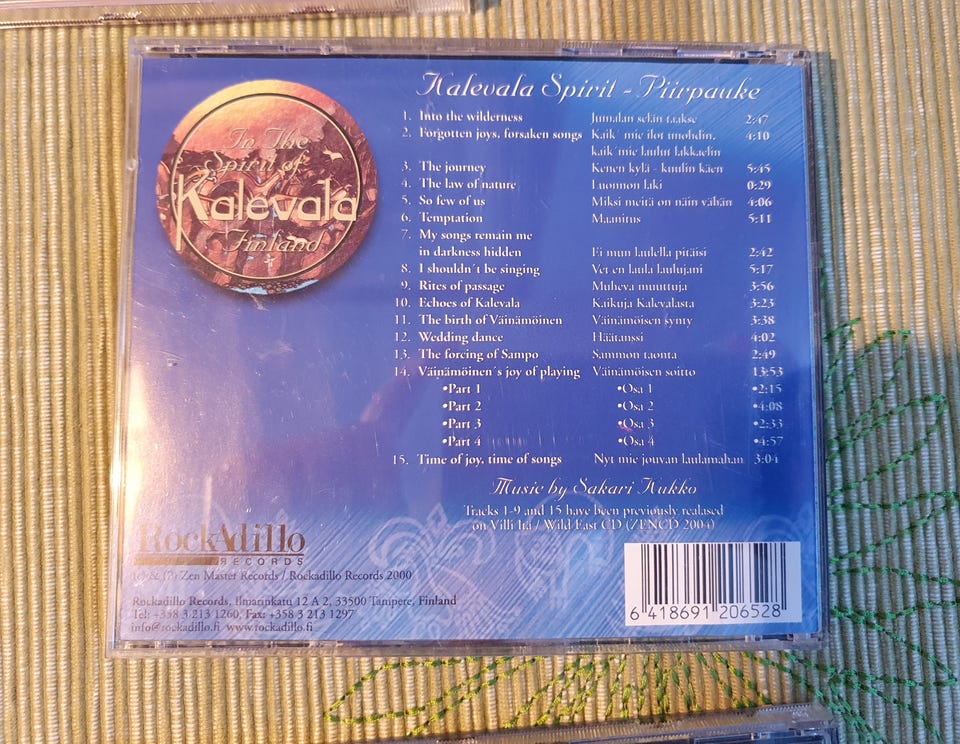 Kalevala Spirit - Piirpauke
In The
Spirit of
Kalevala
Finland
1. Into the wilderness Jumalan selän taakse 2:47
2. Forgotten joys, forsaken songs Kaik´ mie ilot unohdin, 4:10
kaik´mie laulut lakkaelin
3. The journey Kenen kylä - kuulin käen 5:45
4. The law of nature Luonnon laki 0:29
5. So few of us Miksi meitä on näin vähän 4:06
6. Temptation Maanitus 5:11
7. My songs remain me
in darkness hidden Ei mun laulella pitäisi 2:42
8. I shouldn´t be singing Vet en laula laulujani 5:17
9. Rites of passage Muheva muuttuja 3:56
10. Echoes of Kalevala Kaikuja Kalevalasta 3:23
11. The birth of Väinämöinen Väinämöisen synty 3:38
12. Wedding dance Häätanssi 4:02
13. The forcing of Sampo Sammon taonta 2:49
14. Väinämöinen´s joy of playing Väinämöisen soitto 13:53
•Part 1 •Osa 1 •2:15
•Part 2 •Osa 2 •4:08
•Part 3 •Osa 3 •2:33
•Part 4 •Osa 4 •4:57
15. Time of joy, time of songs Nyt mie jouvan laulamahan 3:04
Music by Sakari Kukko
Tracks 1-9 and 15 have been previously realased
on Villi Itä / Wild East CD (ZENCD 2004)
RockAdillo
RECORDS
(c) & (P) Zen Master Records / Rockadillo Records 2000
Rockadillo Records, Ilmarinkatu 12 A 2, 33500 Tampere, Finland
Tel: +358 3 213 1260, Fax: +358 3 213 1297
info@rockadillo.fi www.rockadillo.fi
6 418691 206528